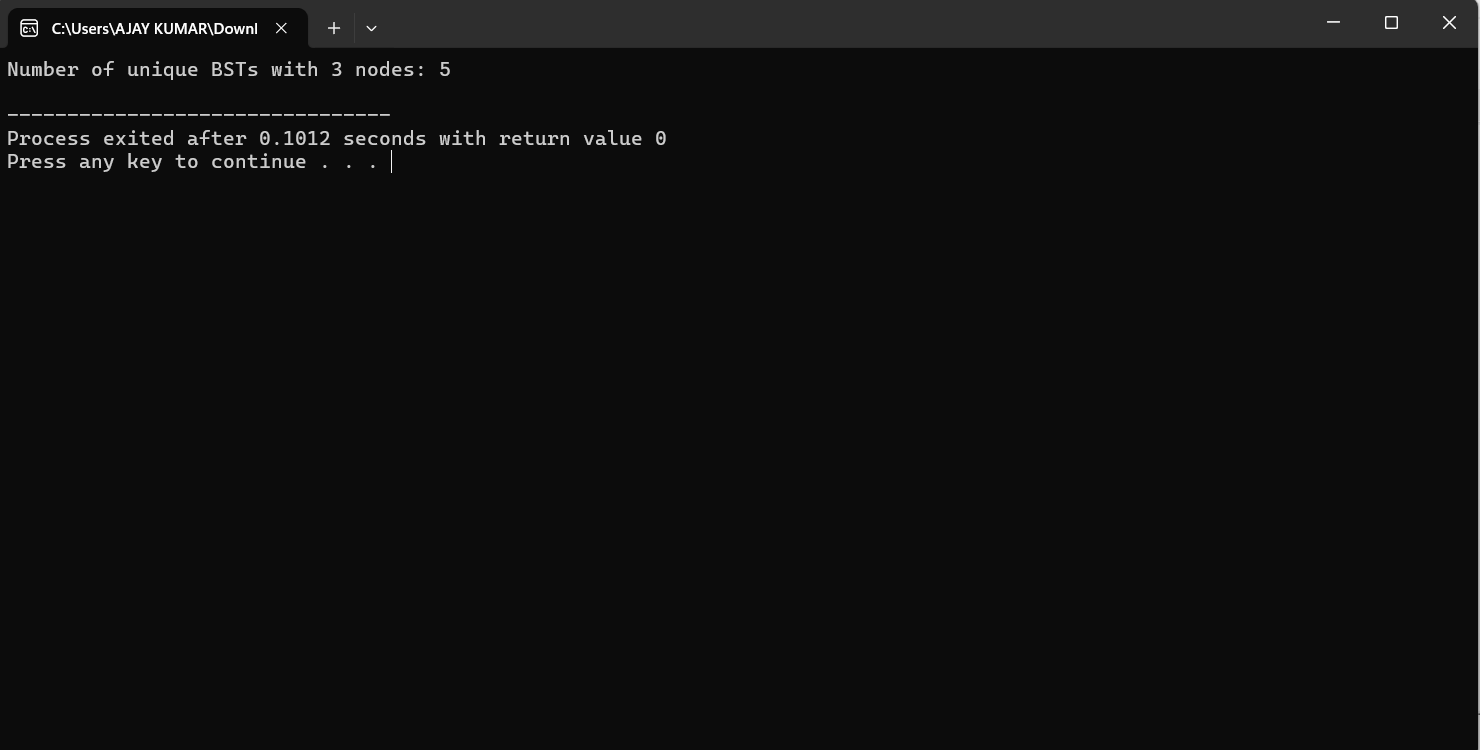 C:\Users\AJAY KUMAR\Downl
Number of unique BSTs with 3 nodes: 5
--------------------------------
Process exited after 0.1012 seconds with return value 0
Press any key to continue . . .